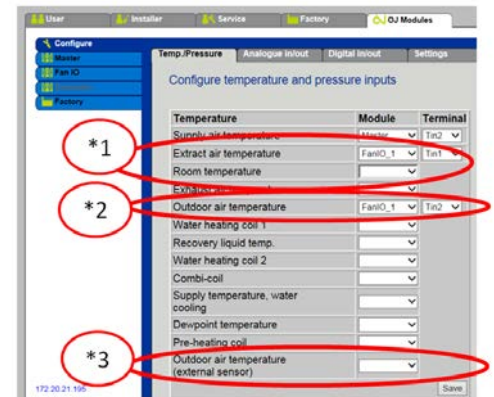 User Installer Service Factory OJ Modules
Configure
Master
Fan IO
Factory
Temp./Pressure Analogue in/out Digital in/out Settings
Configure temperature and pressure inputs
Temperature Module Terminal
Supply air temperature Master Tin2
Extract air temperature FanIO_1 Tin1
Room temperature
Exhaust air temperature
Outdoor air temperature FanIO_1 Tin2
Water heating coil 1
Recovery liquid temp.
Water heating coil 2
Combi-coil
Supply temperature, water
cooling
Dewpoint temperature
Pre-heating coil
Outdoor air temperature
(external sensor)
Save
*1
*2
*3
172.20.21.195